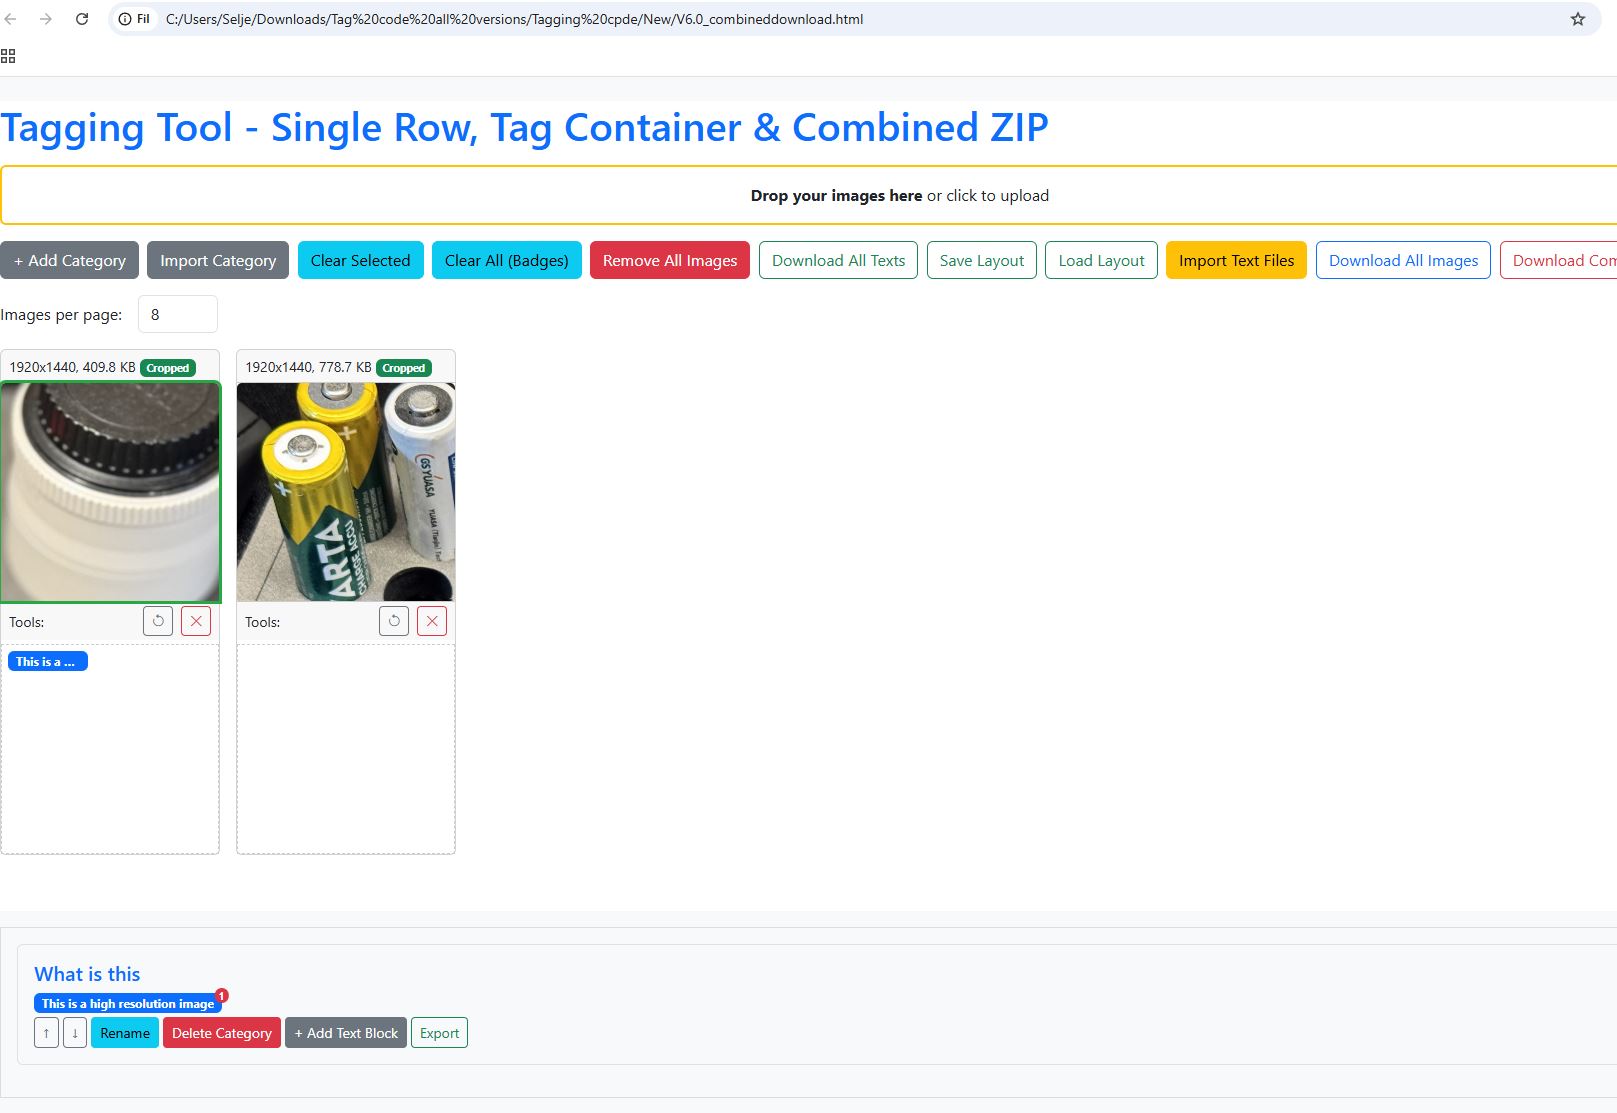 Fil C:/Users/Selje/Downloads/Tag%20code%20all%20versions/Tagging%20cpde/New/V6.0_combineddownload.html
Tagging Tool - Single Row, Tag Container & Combined ZIP
Drop your images here or click to upload
+ Add Category Import Category Clear Selected Clear All (Badges) Remove All Images Download All Texts Save Layout Load Layout Import Text Files Download All Images Download Com
Images per page: 8
1920x1440, 409.8 KB Cropped
1920x1440, 778.7 KB Cropped
GSYUASA
YUASA
ARTA
CHARGE ACCU
Tools:
Tools:
This is a ...
What is this
This is a high resolution image 1
↑ ↓ Rename Delete Category + Add Text Block Export